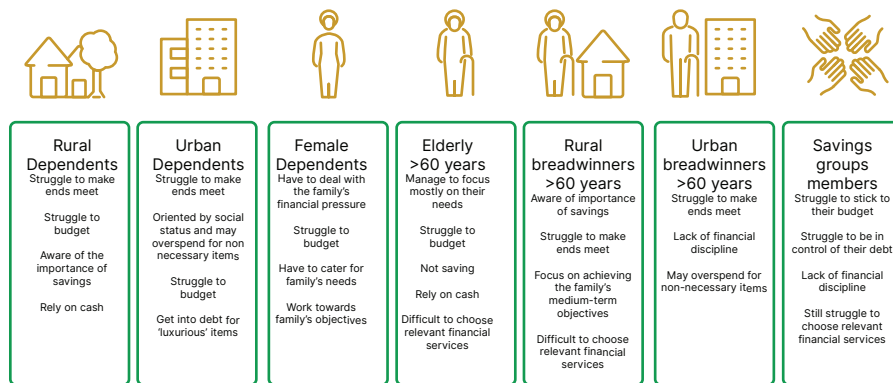 Rural
Dependents
Struggle to make
ends meet
Struggle to
budget
Aware of the
importance of
savings
Rely on cash
Urban
Dependents
Struggle to make
ends meet
Oriented by social
status and may
overspend for non
necessary items
Struggle to
budget
Get into debt for
'luxurious' items
Female
Dependents
Have to deal with
the family's
financial pressure
Struggle to
budget
Have to cater for
family's needs
Work towards
family's objectives
Elderly
>60 years
Manage to focus
mostly on their
needs
Struggle to
budget
Not saving
Rely on cash
Difficult to choose
relevant financial
services
Rural
breadwinners
>60 years
Aware of importance
of savings
Struggle to make
ends meet
Focus on achieving
the family's
medium-term
objectives
Difficult to choose
relevant financial
services
Urban
breadwinners
>60 years
Struggle to make
ends meet
Lack of financial
discipline
May overspend for
non-necessary items
Savings
groups
members
Struggle to stick to
their budget
Struggle to be in
control of their debt
Lack of financial
discipline
Still struggle to
choose relevant
financial services